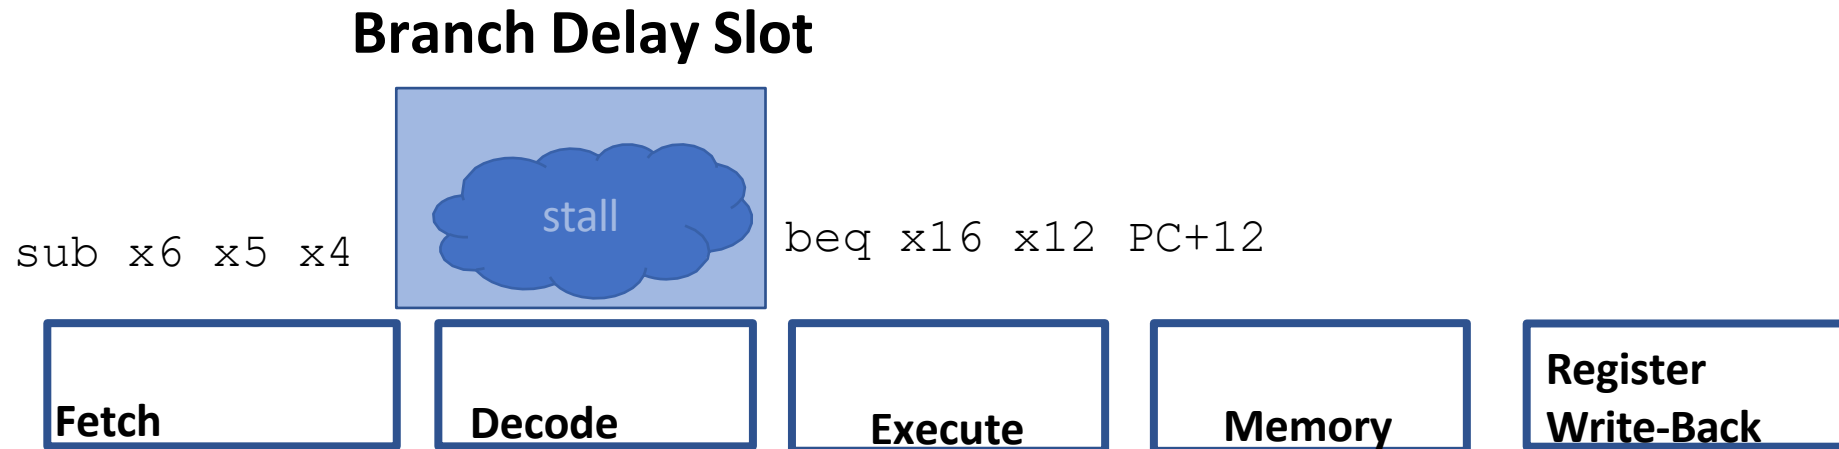 Branch Delay Slot
stall
sub x6 x5 x4
beq x16 x12 PC+12
Fetch
Decode
Execute
Memory
Register
Write-Back